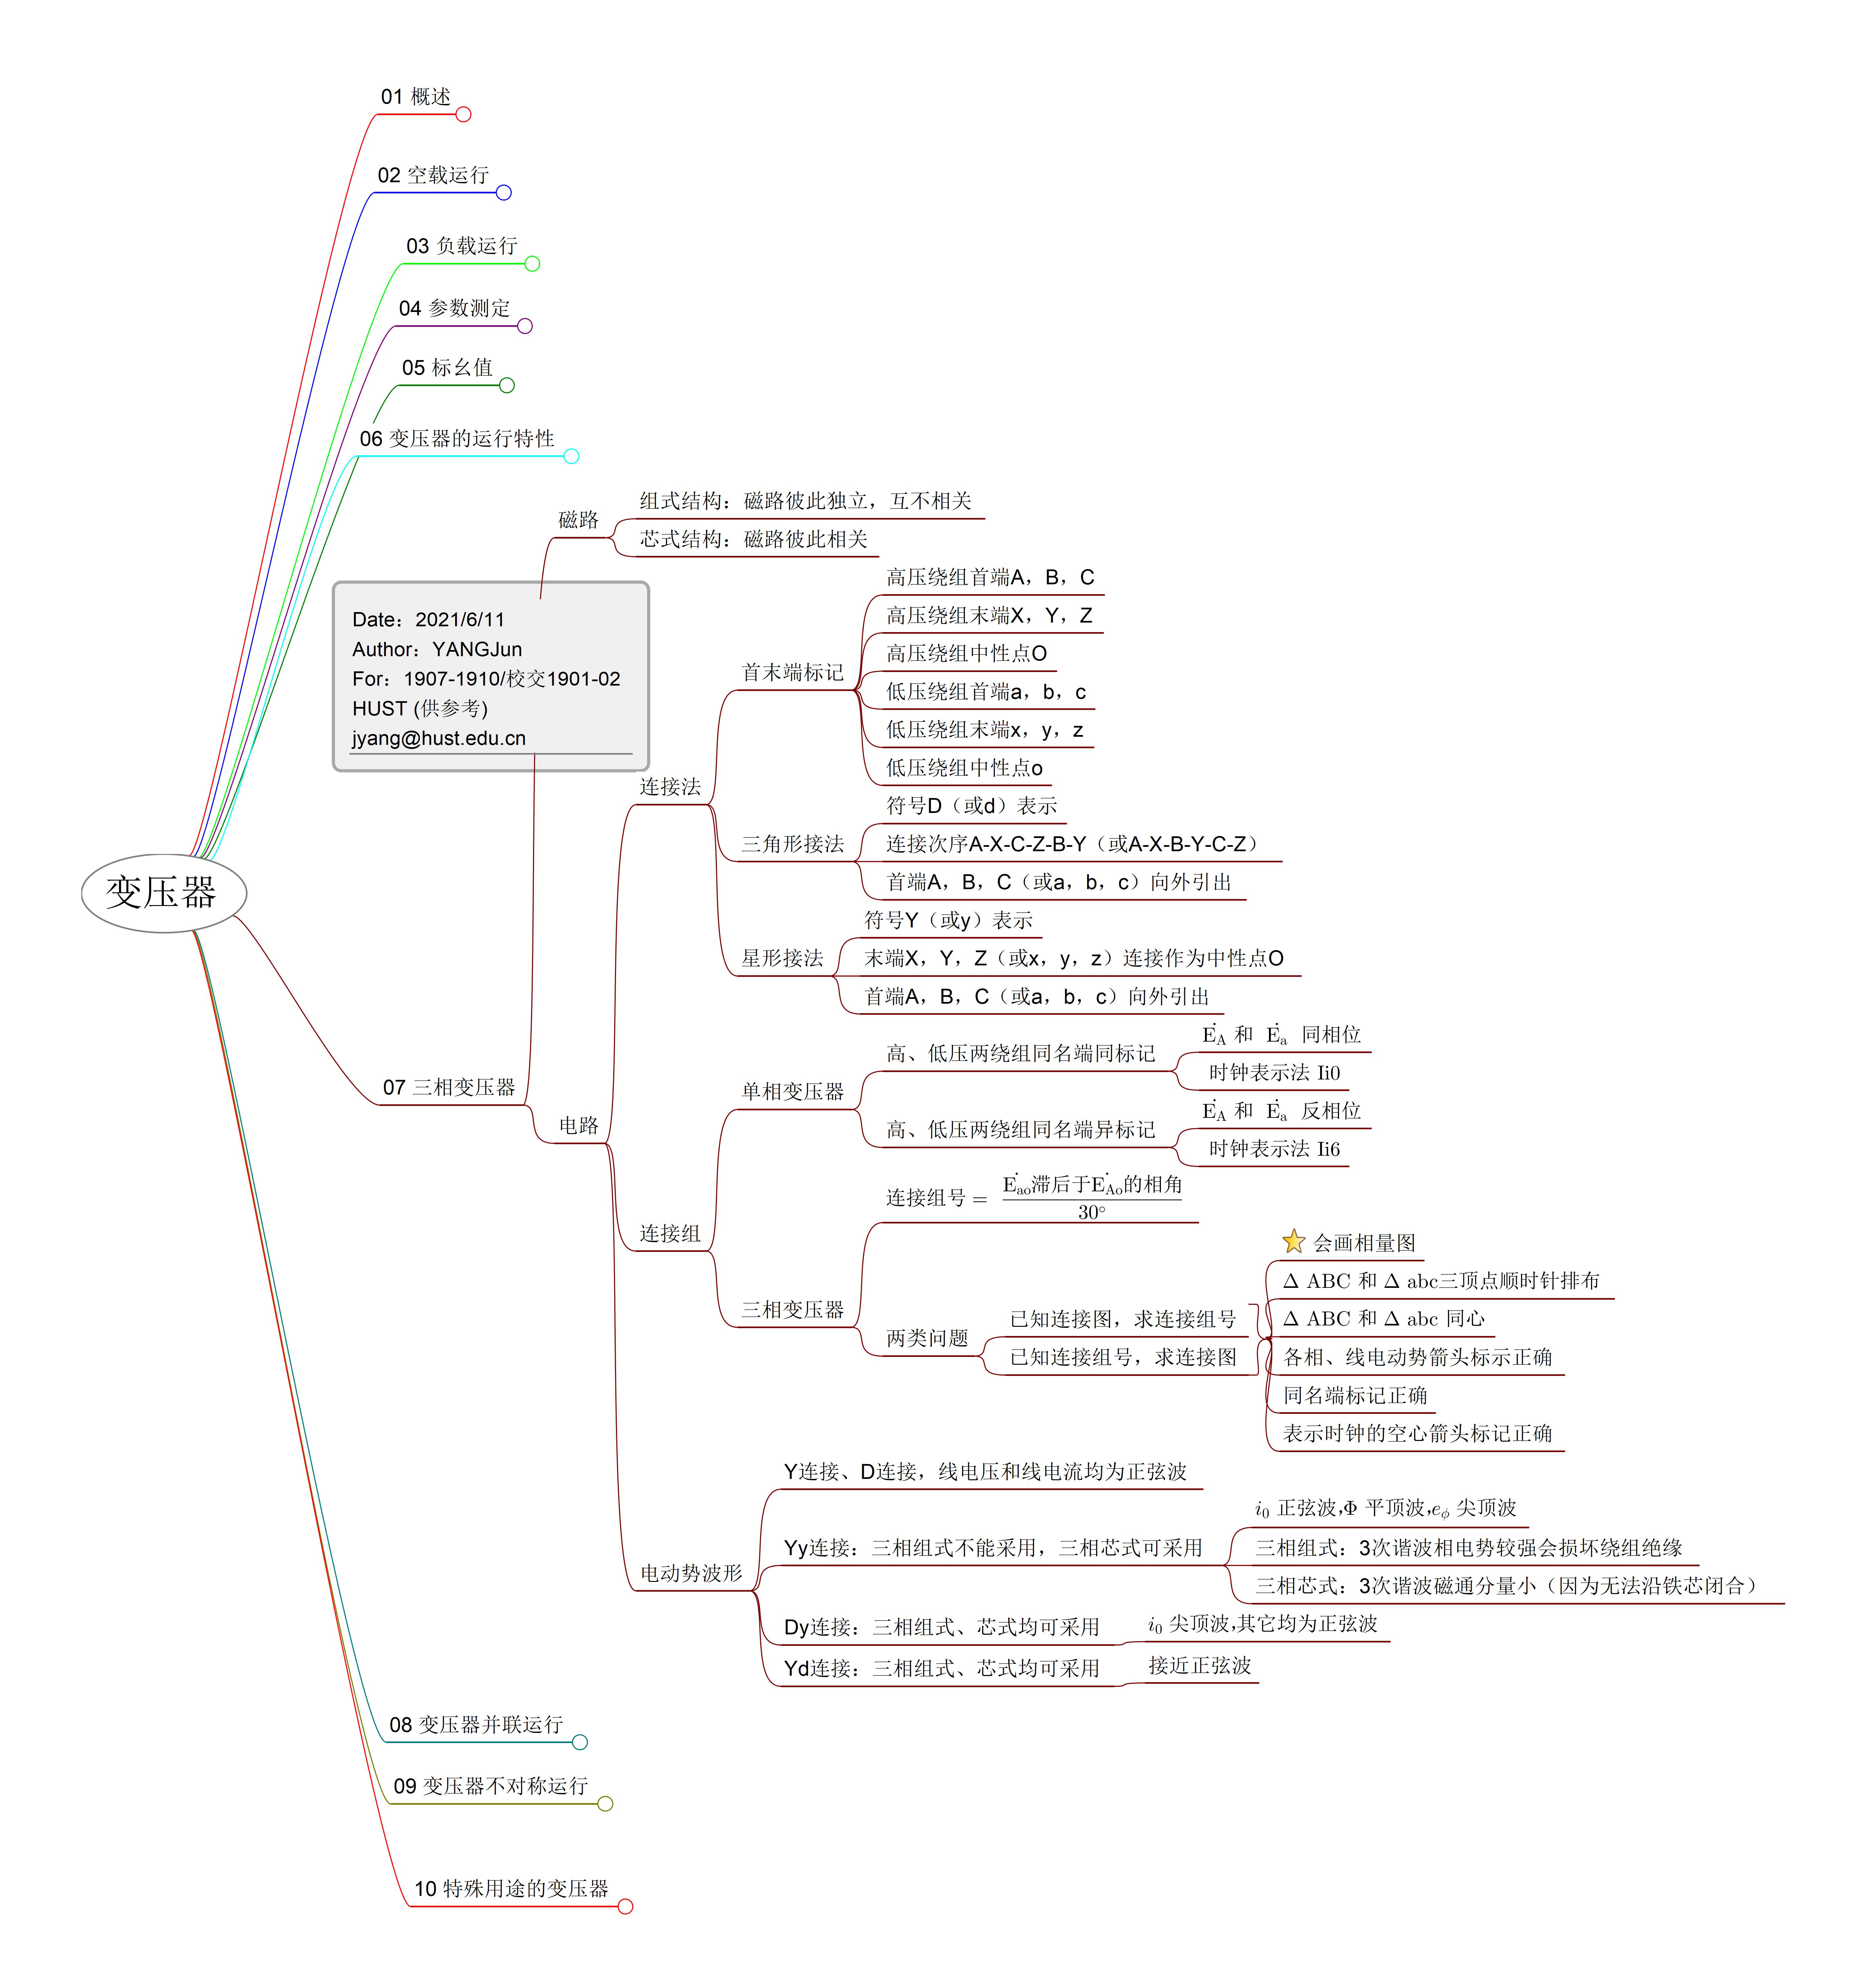 01 概述
02 空载运行
03 负载运行
04 参数测定
05 标幺值
06 变压器的运行特性
磁路
组式结构：磁路彼此独立，互不相关
芯式结构：磁路彼此相关
Date：2021/6/11
Author：YANGJun
For：1907-1910/校交1901-02
HUST (供参考)
jyang@hust.edu.cn
变压器
07 三相变压器
电路
连接法
首末端标记
高压绕组首端A，B，C
高压绕组末端X，Y，Z
高压绕组中性点O
低压绕组首端a，b，c
低压绕组末端x，y，z
低压绕组中性点o
三角形接法
符号D（或d）表示
连接次序A-X-C-Z-B-Y（或A-X-B-Y-C-Z）
首端A，B，C（或a，b，c）向外引出
星形接法
符号Y（或y）表示
末端X，Y，Z（或x，y，z）连接作为中性点O
首端A，B，C（或a，b，c）向外引出
连接组
单相变压器
高、低压两绕组同名端同标记
Ė_A 和 Ė_a 同相位
时钟表示法 Ii0
高、低压两绕组同名端异标记
Ė_A 和 Ė_a 反相位
时钟表示法 Ii6
三相变压器
连接组号 = Ė_ao滞后于Ė_Ao的相角 / 30°
两类问题
已知连接图，求连接组号
已知连接组号，求连接图
会画相量图
Δ ABC 和 Δ abc三顶点顺时针排布
Δ ABC 和 Δ abc 同心
各相、线电动势箭头标示正确
同名端标记正确
表示时钟的空心箭头标记正确
电动势波形
Y连接、D连接，线电压和线电流均为正弦波
Yy连接：三相组式不能采用，三相芯式可采用
i₀ 正弦波,Φ 平顶波,e_ϕ 尖顶波
三相组式：3次谐波相电势较强会损坏绕组绝缘
三相芯式：3次谐波磁通分量小（因为无法沿铁芯闭合）
Dy连接：三相组式、芯式均可采用
i₀ 尖顶波,其它均为正弦波
Yd连接：三相组式、芯式均可采用
接近正弦波
08 变压器并联运行
09 变压器不对称运行
10 特殊用途的变压器